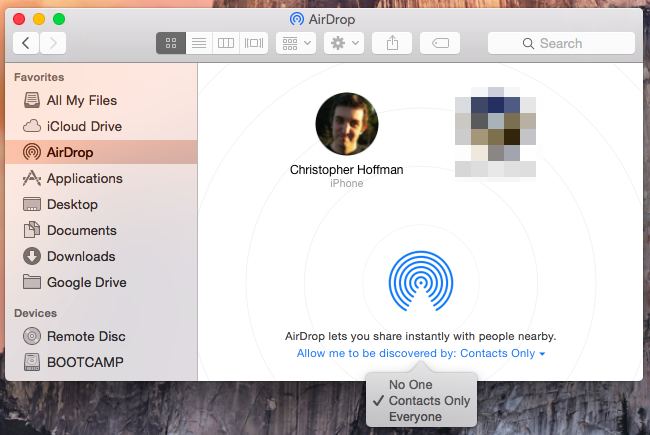 AirDrop
Search
Favorites
All My Files
iCloud Drive
AirDrop
Applications
Desktop
Documents
Downloads
Google Drive
Devices
Remote Disc
BOOTCAMP
Christopher Hoffman
iPhone
AirDrop lets you share instantly with people nearby.
Allow me to be discovered by: Contacts Only
No One
Contacts Only
Everyone